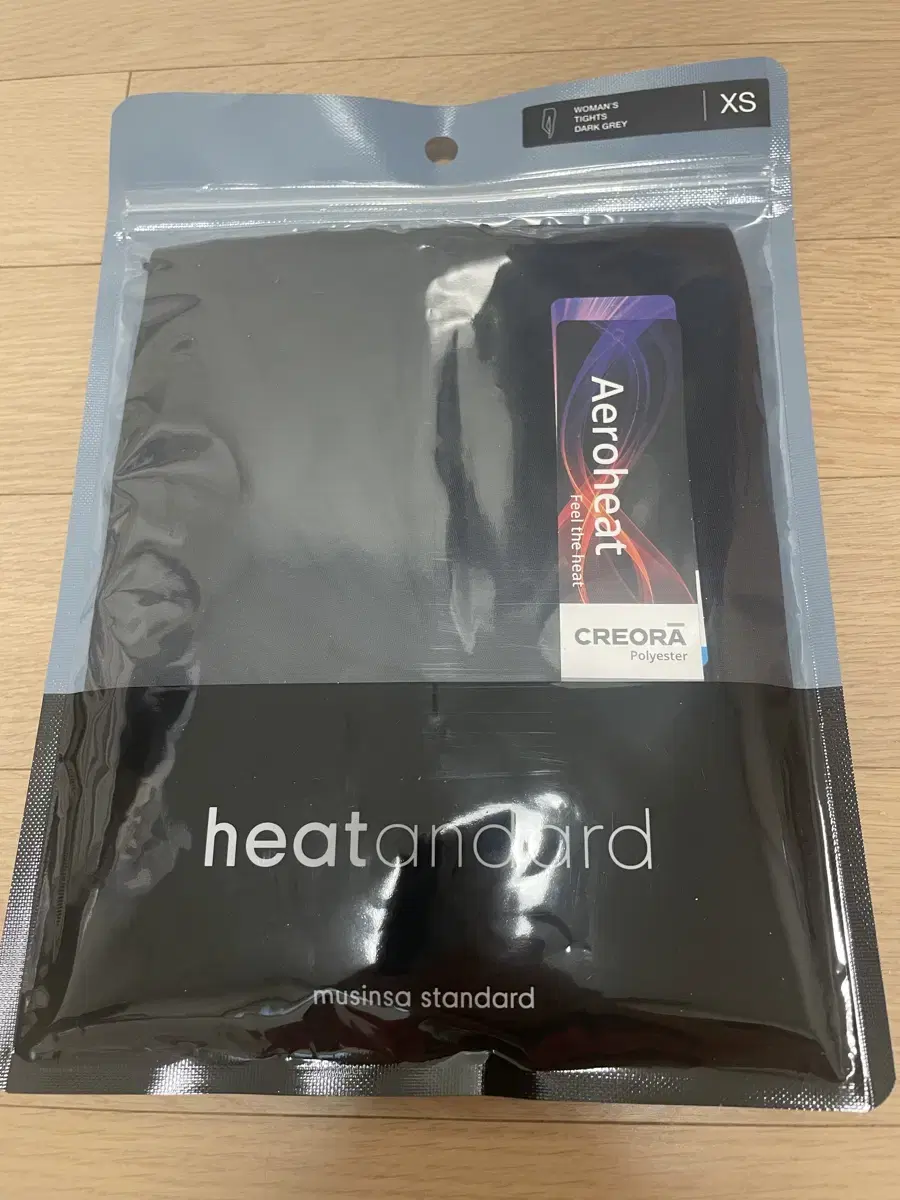 WOMAN'S
TIGHTS
DARK GREY
XS
Aeroheat
Feel the heat
CREORA
Polyester
heatandard
musinsa standard